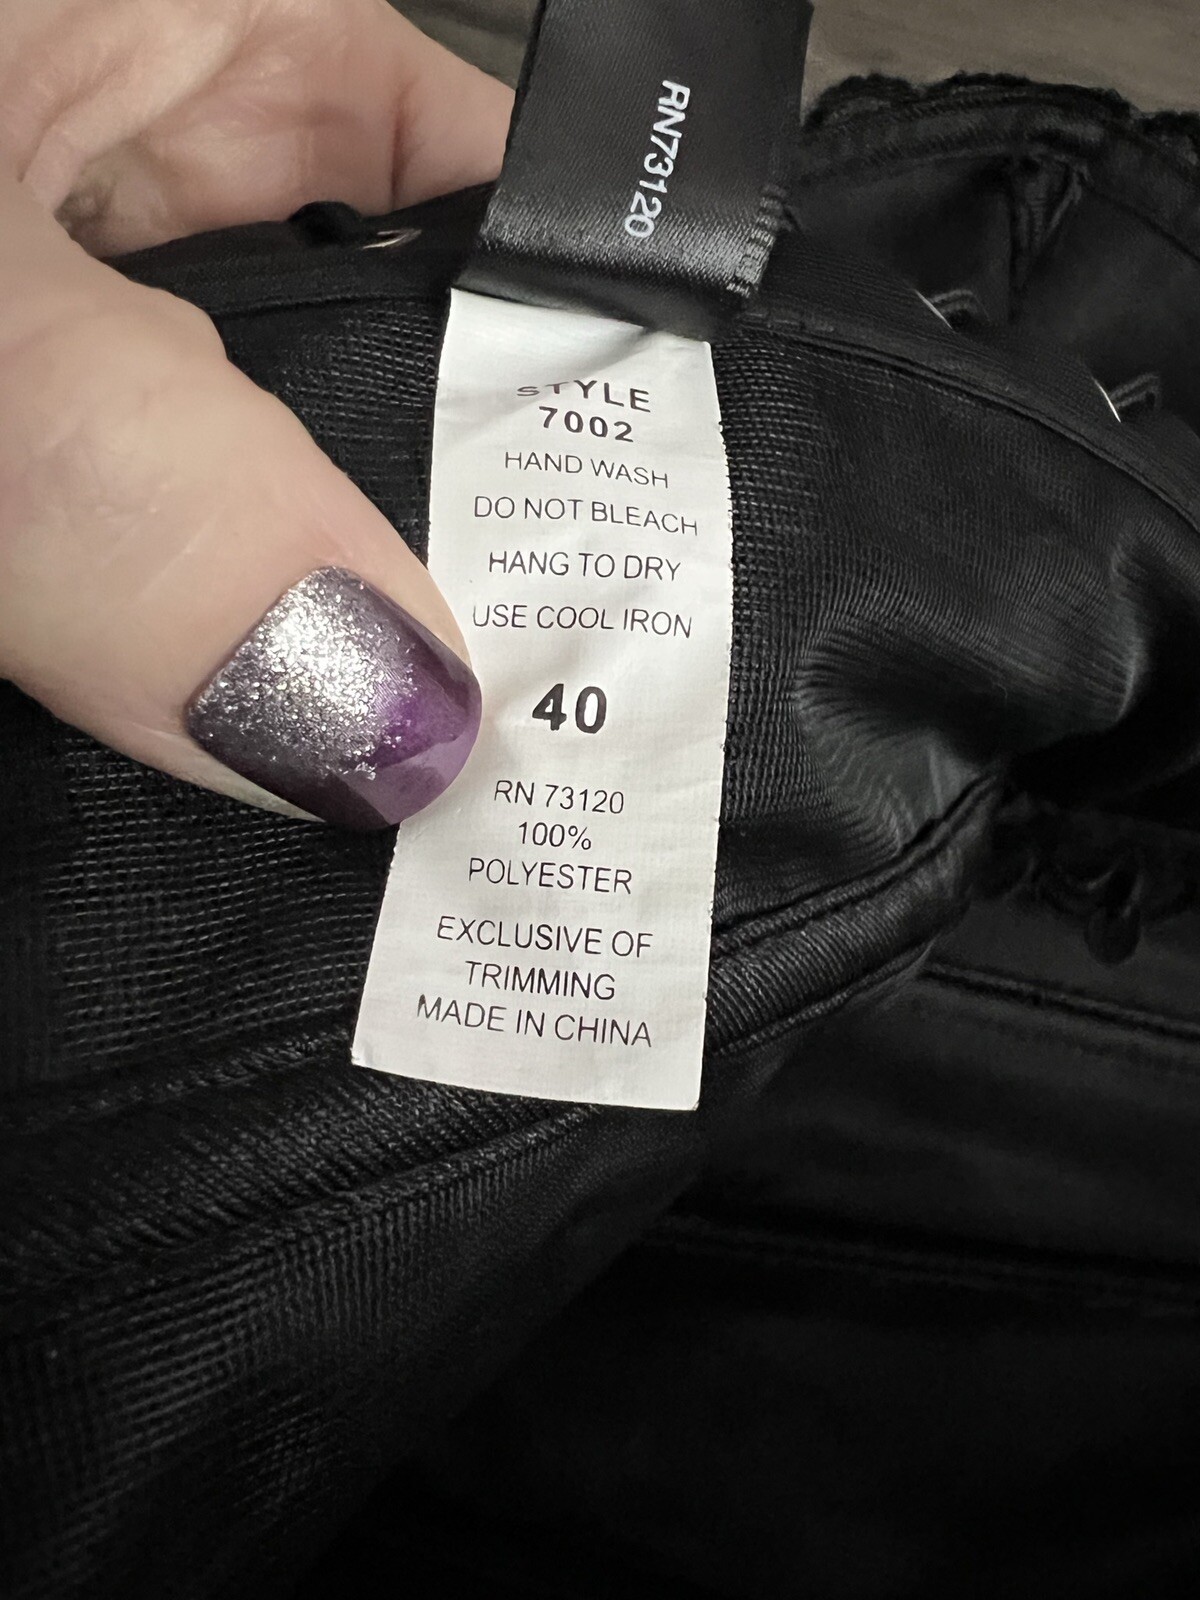 RN73120
STYLE
7002
HAND WASH
DO NOT BLEACH
HANG TO DRY
USE COOL IRON
40
RN 73120
100%
POLYESTER
EXCLUSIVE OF
TRIMMING
MADE IN CHINA